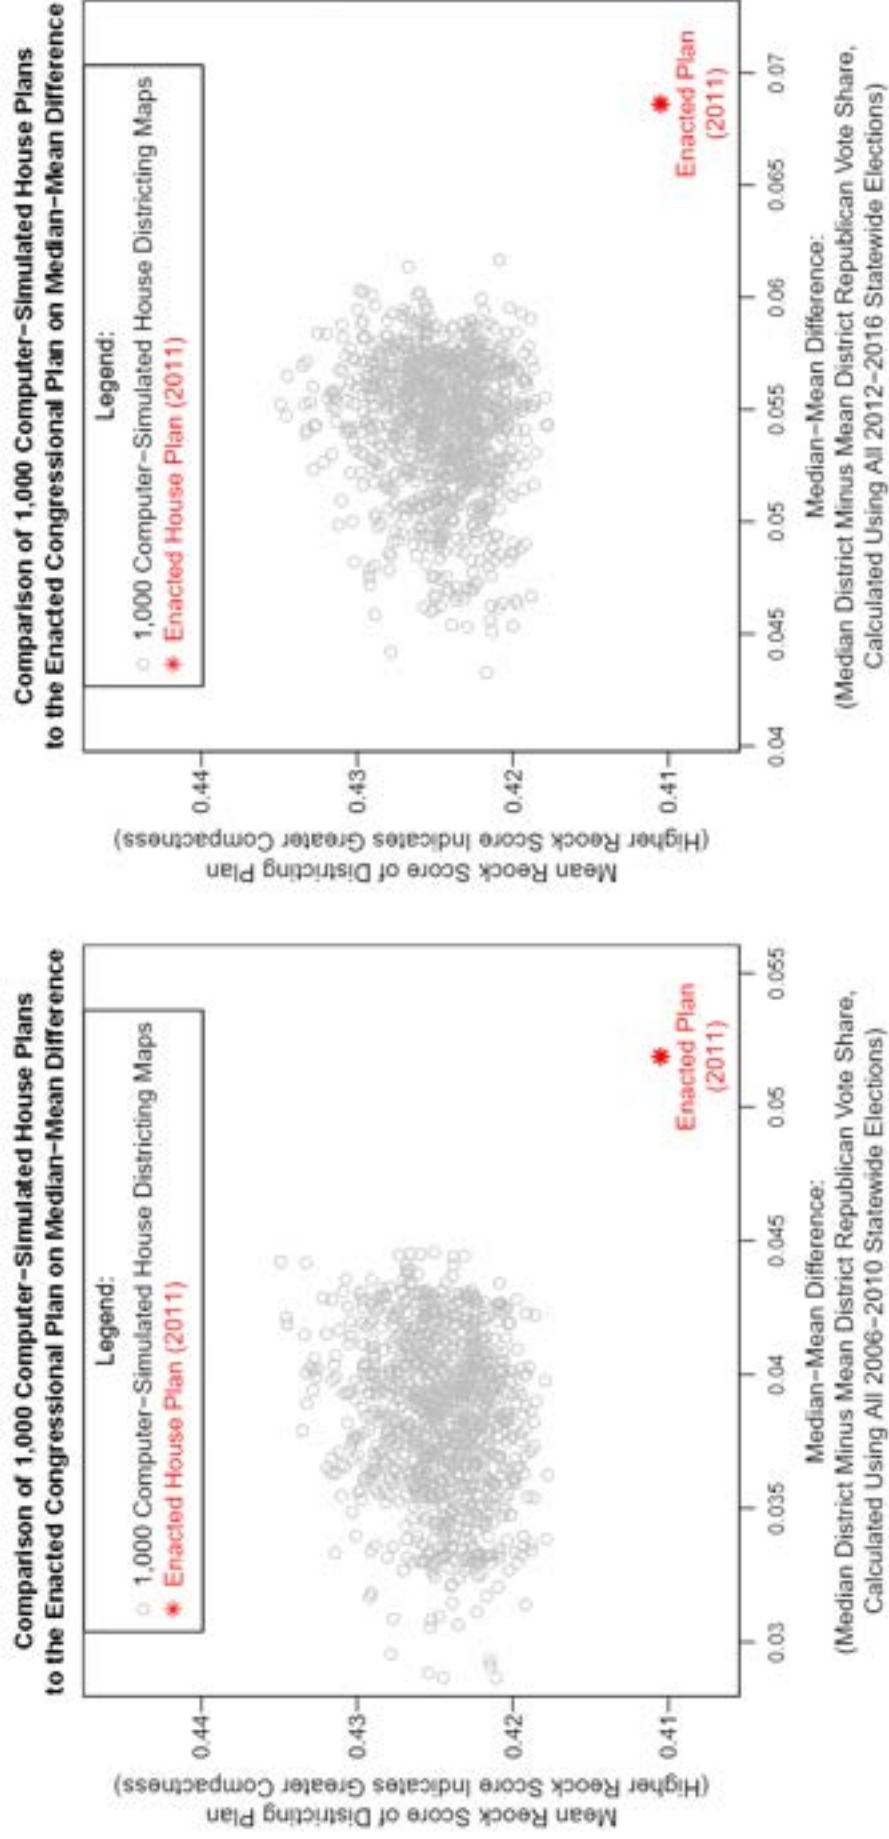 Comparison of 1,000 Computer−Simulated House Plans
to the Enacted Congressional Plan on Median−Mean Difference
Legend:
1,000 Computer−Simulated House Districting Maps
Enacted House Plan (2011)
Mean Reock Score of Districting Plan
(Higher Reock Score Indicates Greater Compactness)
0.44
0.43
0.42
0.41
Enacted Plan
(2011)
0.03
0.035
0.04
0.045
0.05
0.055
Median−Mean Difference:
(Median District Minus Mean District Republican Vote Share,
Calculated Using All 2006−2010 Statewide Elections)
Comparison of 1,000 Computer−Simulated House Plans
to the Enacted Congressional Plan on Median−Mean Difference
Legend:
1,000 Computer−Simulated House Districting Maps
Enacted House Plan (2011)
Mean Reock Score of Districting Plan
(Higher Reock Score Indicates Greater Compactness)
0.44
0.43
0.42
0.41
Enacted Plan
(2011)
0.04
0.045
0.05
0.055
0.06
0.065
0.07
Median−Mean Difference:
(Median District Minus Mean District Republican Vote Share,
Calculated Using All 2012−2016 Statewide Elections)